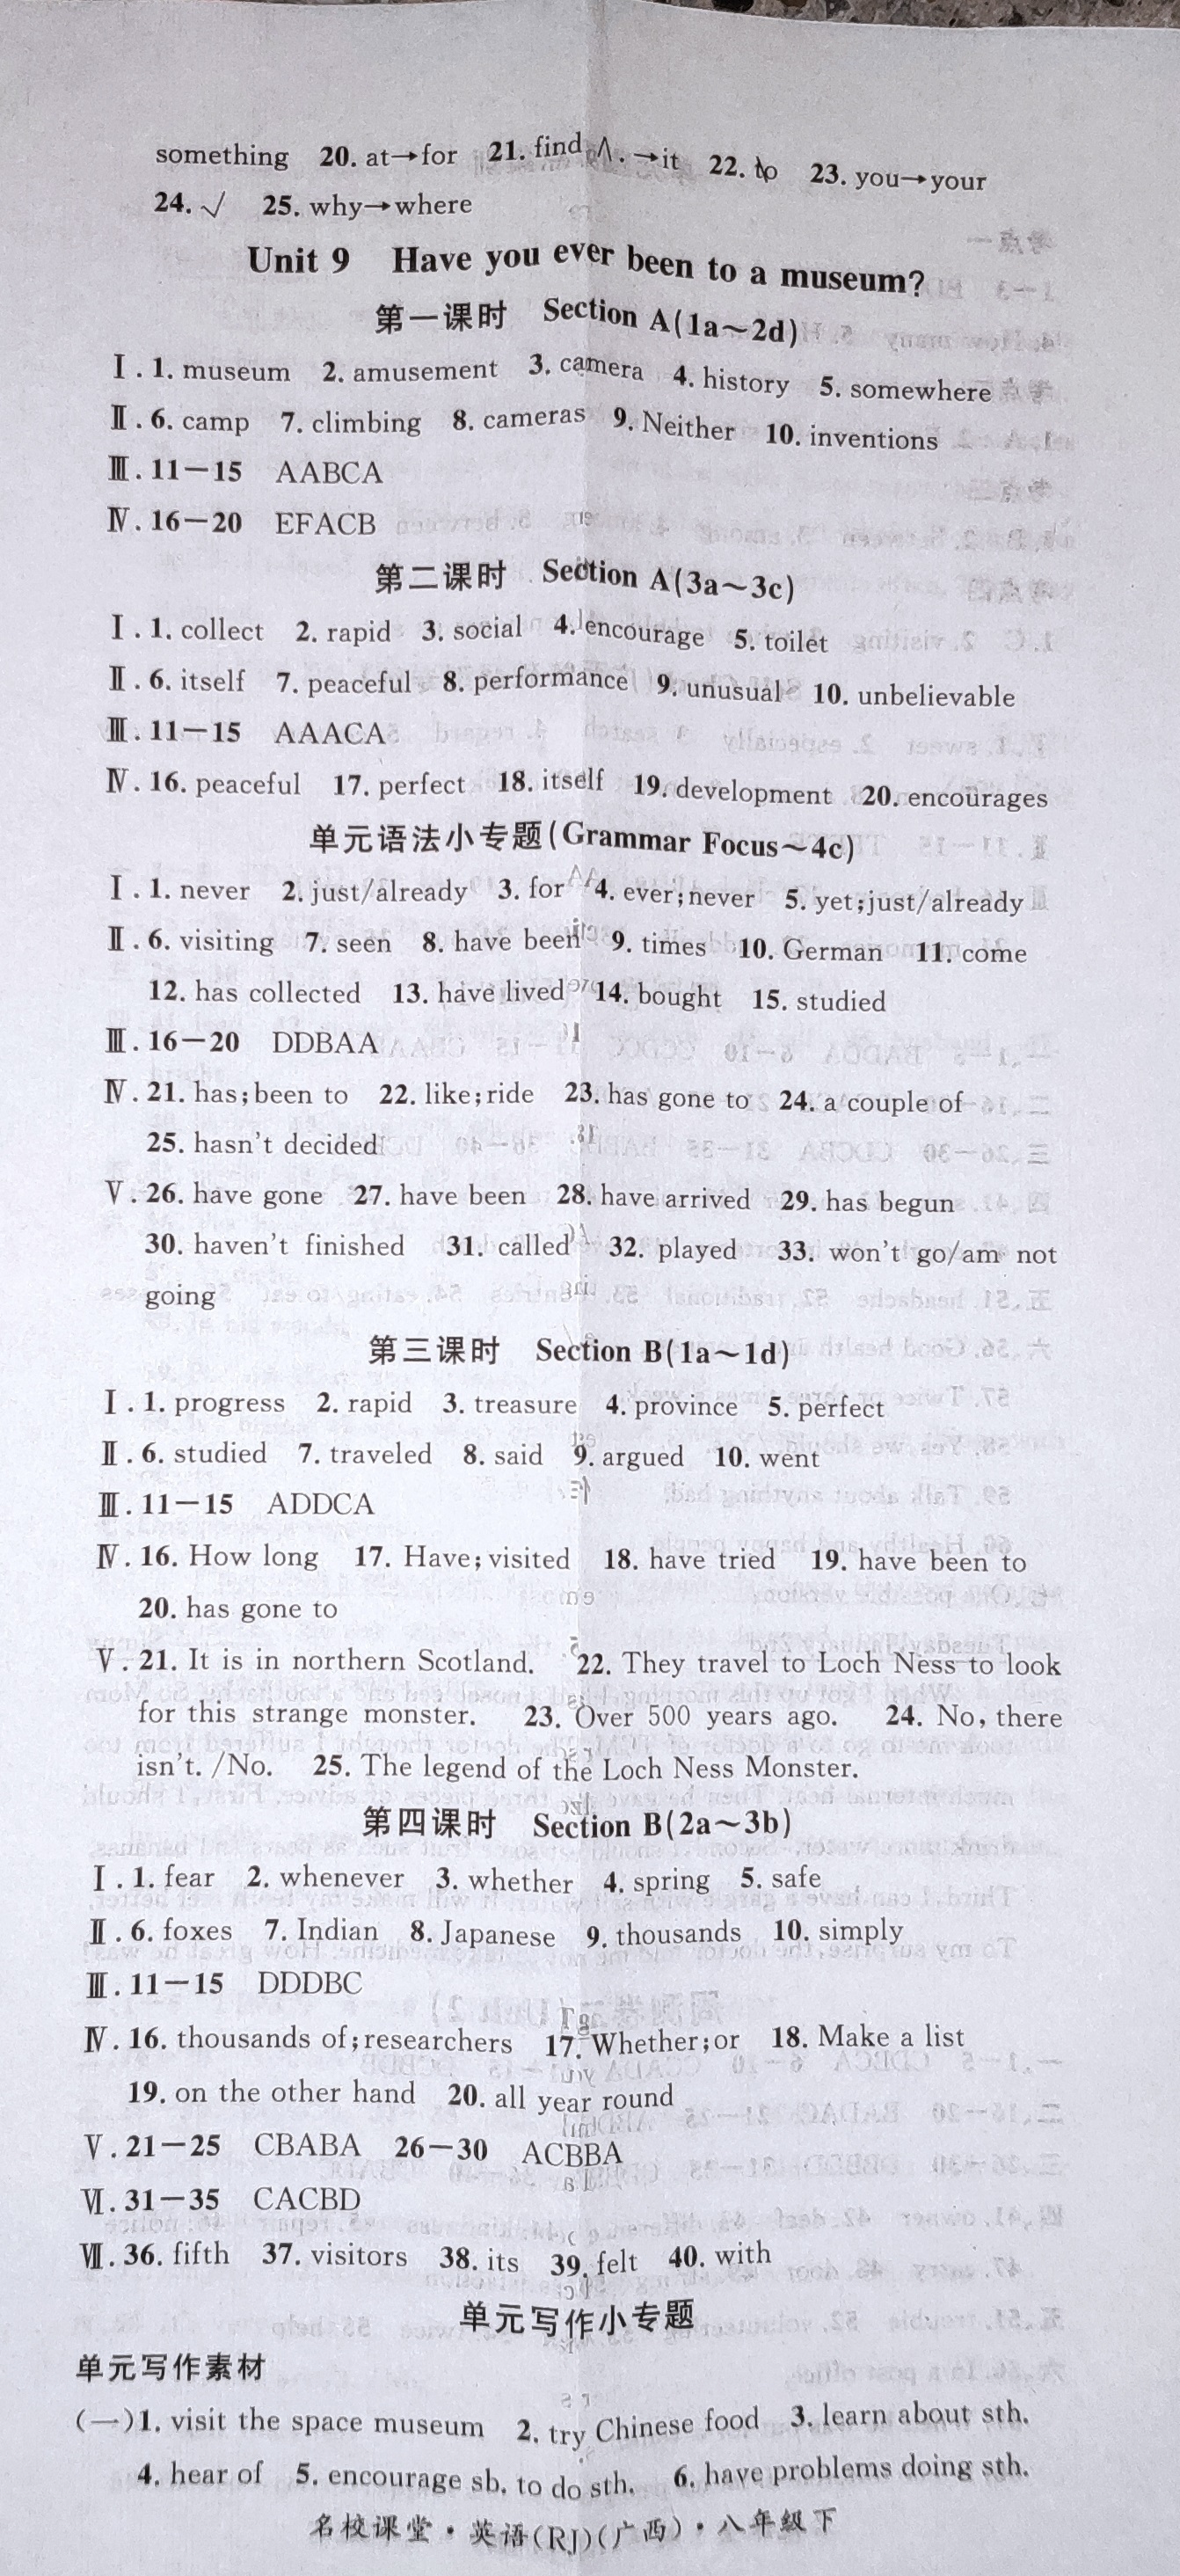 something 20. at→for 21. find ∧. →it 22. to 23. you→your
24. √ 25. why→where
Unit 9 Have you ever been to a museum?
第一课时 Section A(1a~2d)
Ⅰ. 1. museum 2. amusement 3. camera 4. history 5. somewhere
Ⅱ. 6. camp 7. climbing 8. cameras 9. Neither 10. inventions
Ⅲ. 11—15 AABCA
Ⅳ. 16—20 EFACB
第二课时 Section A(3a~3c)
Ⅰ. 1. collect 2. rapid 3. social 4. encourage 5. toilet
Ⅱ. 6. itself 7. peaceful 8. performance 9. unusual 10. unbelievable
Ⅲ. 11—15 AAACA
Ⅳ. 16. peaceful 17. perfect 18. itself 19. development 20. encourages
单元语法小专题(Grammar Focus~4c)
Ⅰ. 1. never 2. just/already 3. for 4. ever;never 5. yet;just/already
Ⅱ. 6. visiting 7. seen 8. have been 9. times 10. German 11. come
12. has collected 13. have lived 14. bought 15. studied
Ⅲ. 16—20 DDBAA
Ⅳ. 21. has;been to 22. like;ride 23. has gone to 24. a couple of
25. hasn't decided
Ⅴ. 26. have gone 27. have been 28. have arrived 29. has begun
30. haven't finished 31. called 32. played 33. won't go/am not
going
第三课时 Section B(1a~1d)
Ⅰ. 1. progress 2. rapid 3. treasure 4. province 5. perfect
Ⅱ. 6. studied 7. traveled 8. said 9. argued 10. went
Ⅲ. 11—15 ADDCA
Ⅳ. 16. How long 17. Have;visited 18. have tried 19. have been to
20. has gone to
Ⅴ. 21. It is in northern Scotland. 22. They travel to Loch Ness to look
for this strange monster. 23. Over 500 years ago. 24. No, there
isn't. /No. 25. The legend of the Loch Ness Monster.
第四课时 Section B(2a~3b)
Ⅰ. 1. fear 2. whenever 3. whether 4. spring 5. safe
Ⅱ. 6. foxes 7. Indian 8. Japanese 9. thousands 10. simply
Ⅲ. 11—15 DDDBC
Ⅳ. 16. thousands of;researchers 17. Whether;or 18. Make a list
19. on the other hand 20. all year round
Ⅴ. 21—25 CBABA 26—30 ACBBA
Ⅵ. 31—35 CACBD
Ⅶ. 36. fifth 37. visitors 38. its 39. felt 40. with
单元写作小专题
单元写作素材
(一)1. visit the space museum 2. try Chinese food 3. learn about sth.
4. hear of 5. encourage sb. to do sth. 6. have problems doing sth.
名校课堂·英语(RJ)(广西)·八年级下